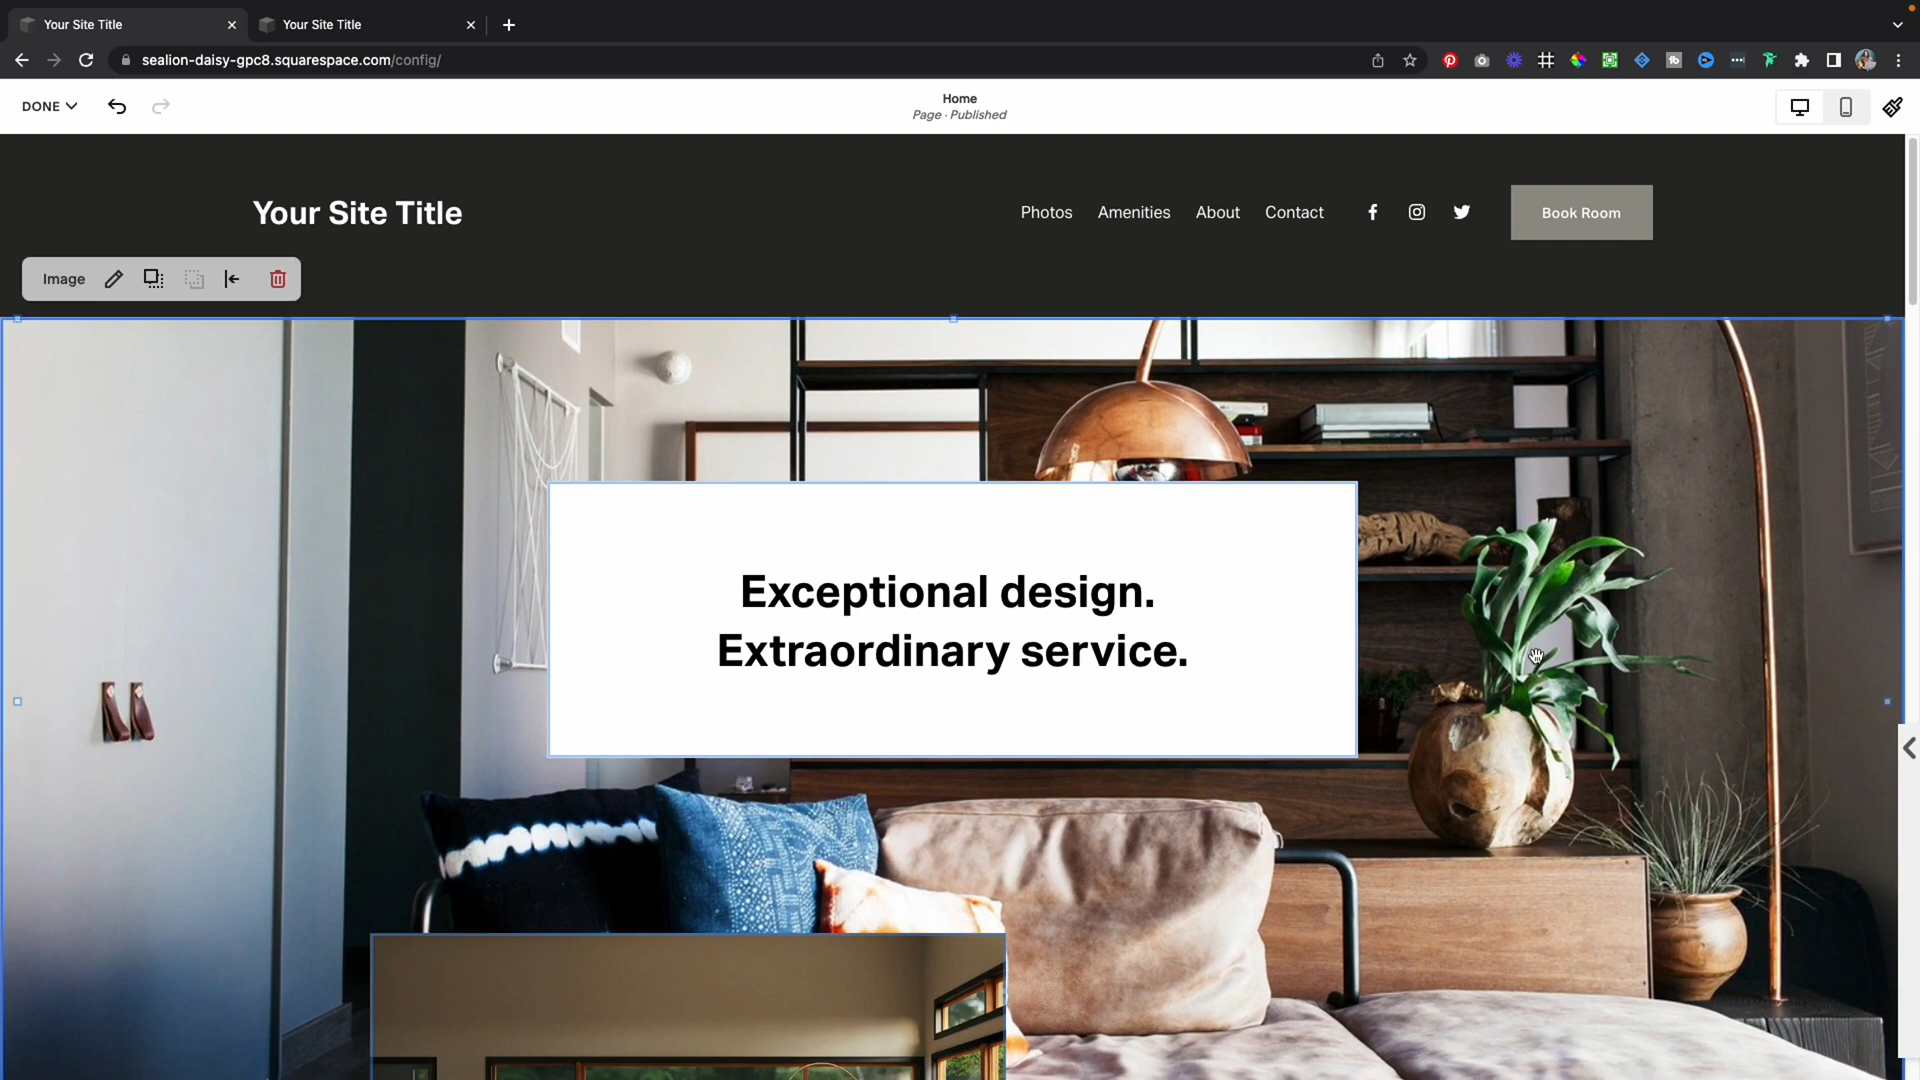 Your Site Title
Your Site Title
sealion-daisy-gpc8.squarespace.com/config/
DONE
Home
Page · Published
Your Site Title
Photos
Amenities
About
Contact
Book Room
Image
Exceptional design.
Extraordinary service.